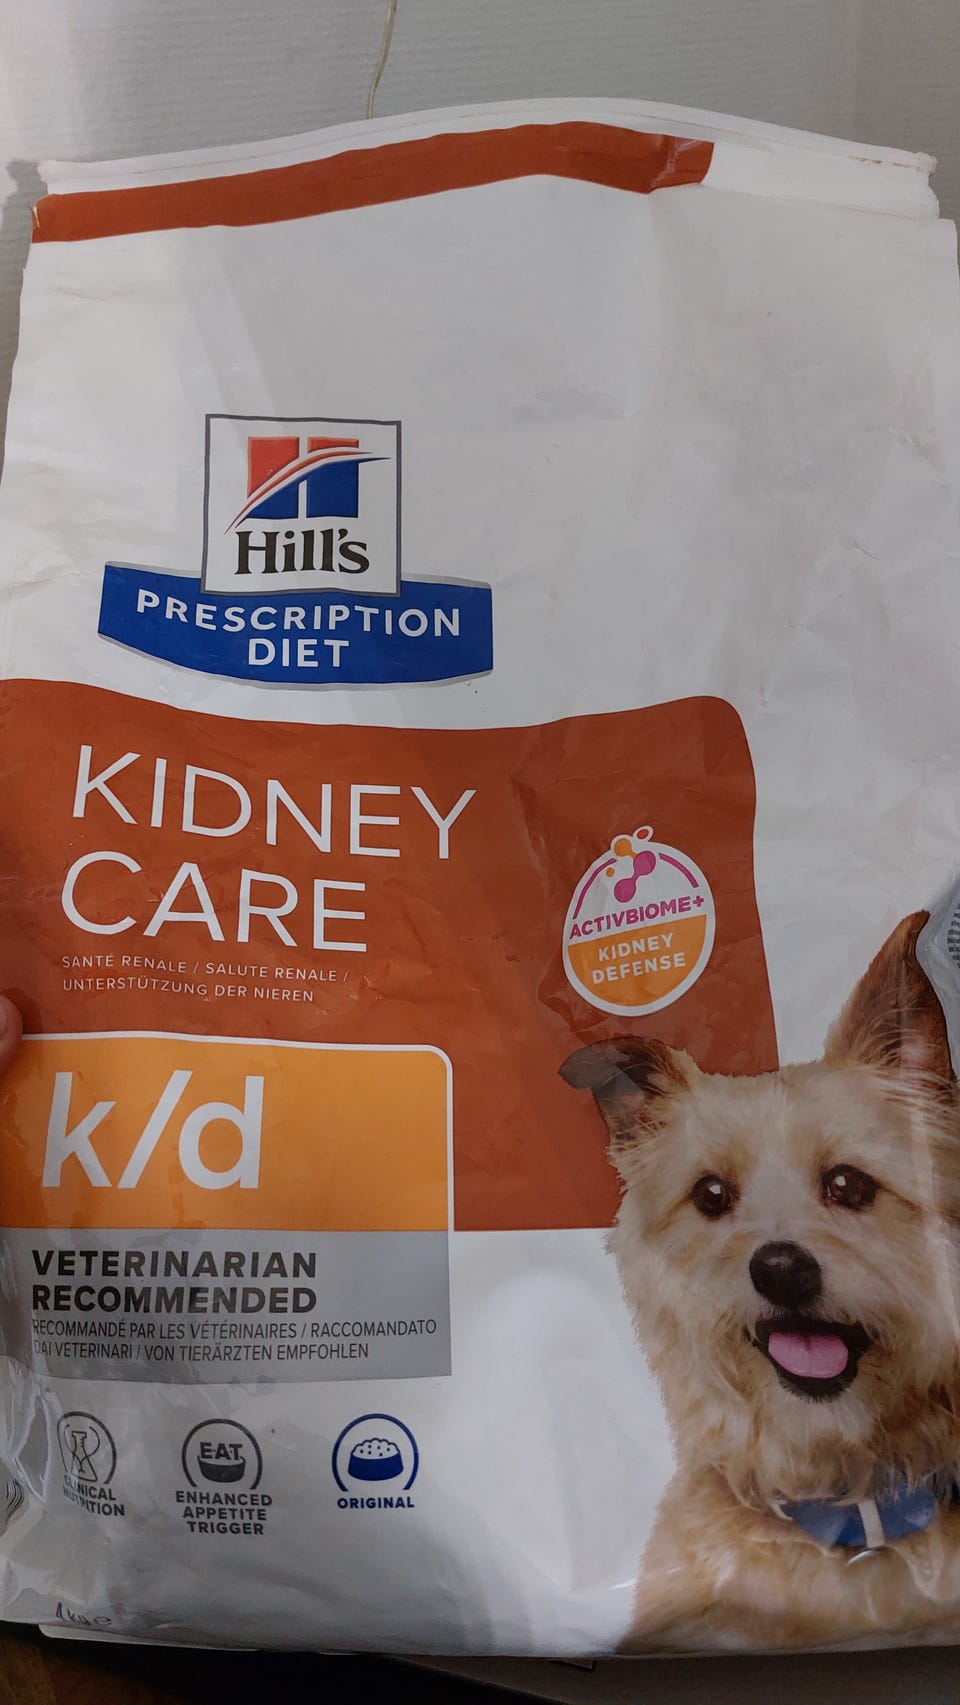 Hill's
PRESCRIPTION
DIET
KIDNEY
CARE
SANTÉ RENALE / SALUTE RENALE /
UNTERSTÜTZUNG DER NIEREN
ACTIVBIOME+
KIDNEY
DEFENSE
k/d
VETERINARIAN
RECOMMENDED
RECOMMANDÉ PAR LES VÉTÉRINAIRES / RACCOMANDATO
DAI VETERINARI / VON TIERÄRZTEN EMPFOHLEN
CLINICAL
NUTRITION
EAT
ENHANCED
APPETITE
TRIGGER
ORIGINAL